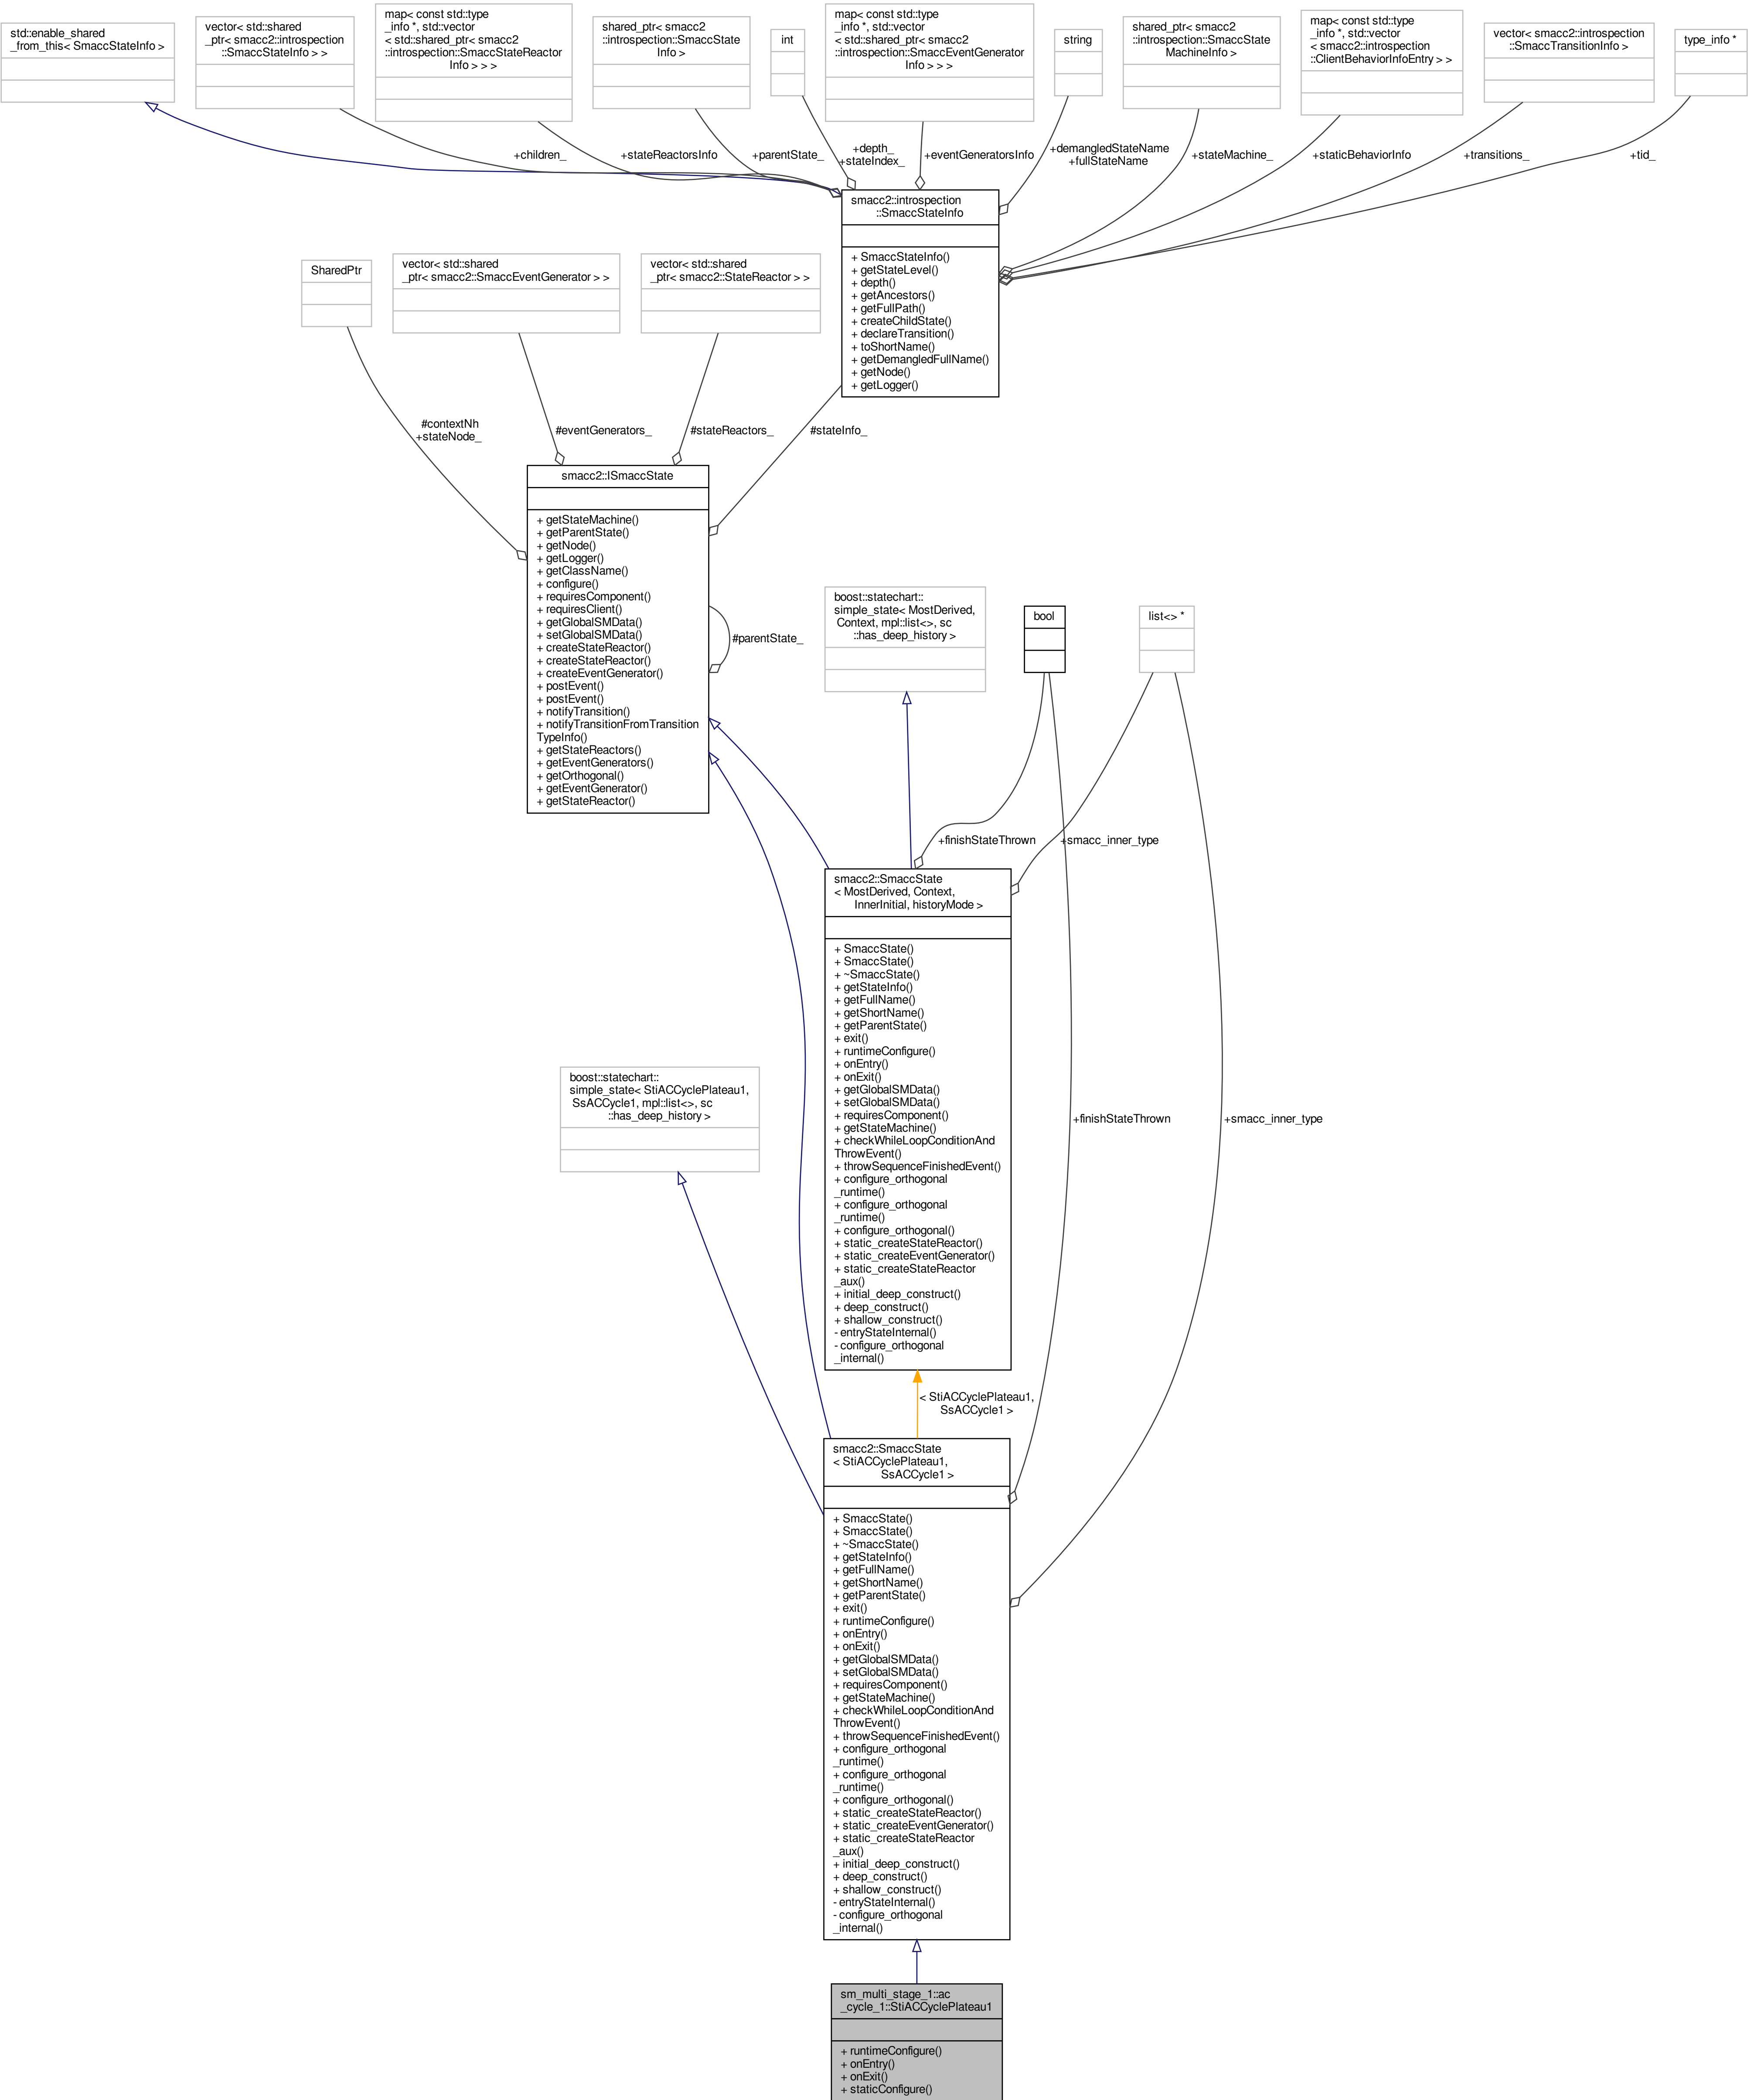 std::enable_shared
_from_this< SmaccStateInfo >
vector< std::shared
_ptr< smacc2::introspection
::SmaccStateInfo > >
map< const std::type
_info *, std::vector
< std::shared_ptr< smacc2
::introspection::SmaccStateReactor
Info > > >
shared_ptr< smacc2
::introspection::SmaccState
Info >
int
map< const std::type
_info *, std::vector
< std::shared_ptr< smacc2
::introspection::SmaccEventGenerator
Info > > >
string
shared_ptr< smacc2
::introspection::SmaccState
MachineInfo >
map< const std::type
_info *, std::vector
< smacc2::introspection
::ClientBehaviorInfoEntry > >
vector< smacc2::introspection
::SmaccTransitionInfo >
type_info *
+children_
+stateReactorsInfo
+parentState_
+depth_
+stateIndex_
+eventGeneratorsInfo
+demangledStateName
+fullStateName
+stateMachine_
+staticBehaviorInfo
+transitions_
+tid_
smacc2::introspection
::SmaccStateInfo
+ SmaccStateInfo()
+ getStateLevel()
+ depth()
+ getAncestors()
+ getFullPath()
+ createChildState()
+ declareTransition()
+ toShortName()
+ getDemangledFullName()
+ getNode()
+ getLogger()
SharedPtr
vector< std::shared
_ptr< smacc2::SmaccEventGenerator > >
vector< std::shared
_ptr< smacc2::StateReactor > >
#contextNh
+stateNode_
#eventGenerators_
#stateReactors_
#stateInfo_
smacc2::ISmaccState
+ getStateMachine()
+ getParentState()
+ getNode()
+ getLogger()
+ getClassName()
+ configure()
+ requiresComponent()
+ requiresClient()
+ getGlobalSMData()
+ setGlobalSMData()
+ createStateReactor()
+ createStateReactor()
+ createEventGenerator()
+ postEvent()
+ postEvent()
+ notifyTransition()
+ notifyTransitionFromTransition
TypeInfo()
+ getStateReactors()
+ getEventGenerators()
+ getOrthogonal()
+ getEventGenerator()
+ getStateReactor()
#parentState_
boost::statechart::
simple_state< MostDerived,
Context, mpl::list<>, sc
::has_deep_history >
bool
list<> *
+finishStateThrown
+smacc_inner_type
smacc2::SmaccState
< MostDerived, Context,
InnerInitial, historyMode >
+ SmaccState()
+ SmaccState()
+ ~SmaccState()
+ getStateInfo()
+ getFullName()
+ getShortName()
+ getParentState()
+ exit()
+ runtimeConfigure()
+ onEntry()
+ onExit()
+ getGlobalSMData()
+ setGlobalSMData()
+ requiresComponent()
+ getStateMachine()
+ checkWhileLoopConditionAnd
ThrowEvent()
+ throwSequenceFinishedEvent()
+ configure_orthogonal
_runtime()
+ configure_orthogonal
_runtime()
+ configure_orthogonal()
+ static_createStateReactor()
+ static_createEventGenerator()
+ static_createStateReactor
_aux()
+ initial_deep_construct()
+ deep_construct()
+ shallow_construct()
- entryStateInternal()
- configure_orthogonal
_internal()
boost::statechart::
simple_state< StiACCyclePlateau1,
SsACCycle1, mpl::list<>, sc
::has_deep_history >
+finishStateThrown
+smacc_inner_type
< StiACCyclePlateau1,
SsACCycle1 >
smacc2::SmaccState
< StiACCyclePlateau1,
SsACCycle1 >
+ SmaccState()
+ SmaccState()
+ ~SmaccState()
+ getStateInfo()
+ getFullName()
+ getShortName()
+ getParentState()
+ exit()
+ runtimeConfigure()
+ onEntry()
+ onExit()
+ getGlobalSMData()
+ setGlobalSMData()
+ requiresComponent()
+ getStateMachine()
+ checkWhileLoopConditionAnd
ThrowEvent()
+ throwSequenceFinishedEvent()
+ configure_orthogonal
_runtime()
+ configure_orthogonal
_runtime()
+ configure_orthogonal()
+ static_createStateReactor()
+ static_createEventGenerator()
+ static_createStateReactor
_aux()
+ initial_deep_construct()
+ deep_construct()
+ shallow_construct()
- entryStateInternal()
- configure_orthogonal
_internal()
sm_multi_stage_1::ac
_cycle_1::StiACCyclePlateau1
+ runtimeConfigure()
+ onEntry()
+ onExit()
+ staticConfigure()